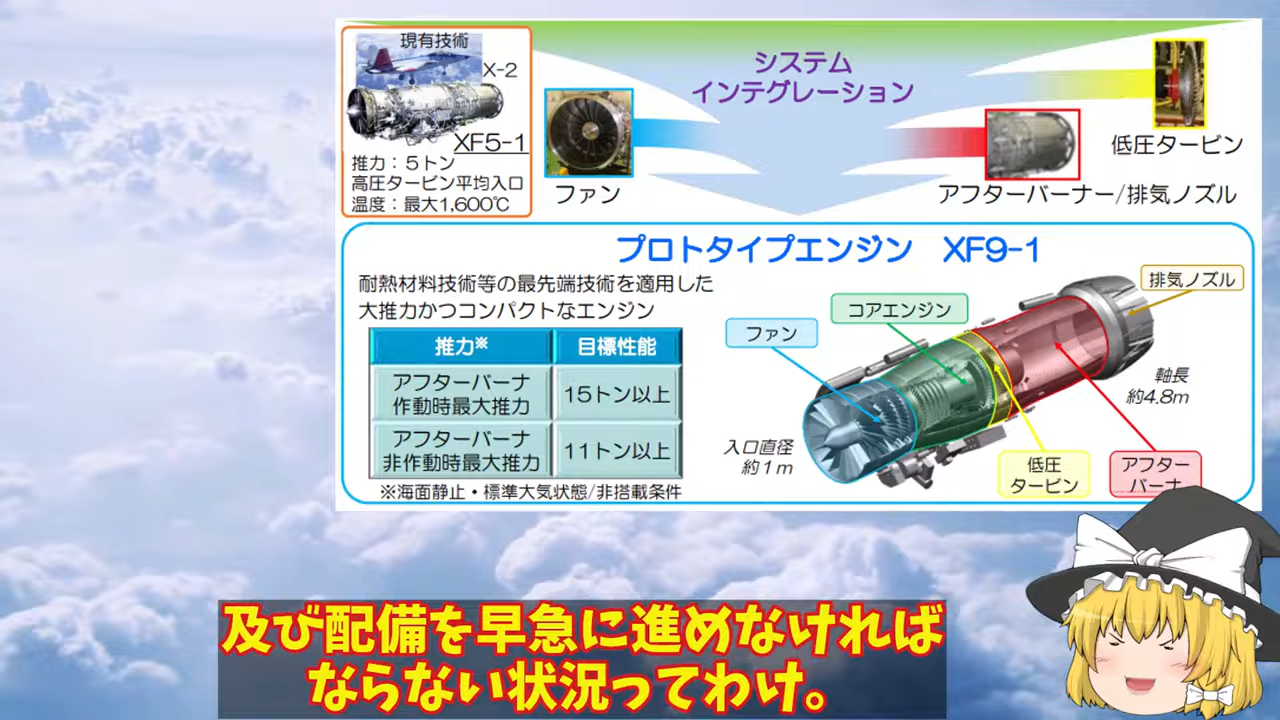 現有技術
X-2
XF5-1
推力：５トン
高圧タービン平均入口
温度：最大1,600℃
ファン
システム
インテグレーション
低圧タービン
アフターバーナー/排気ノズル
プロトタイプエンジン　XF9-1
耐熱材料技術等の最先端技術を適用した
大推力かつコンパクトなエンジン
推力※
目標性能
アフターバーナ
作動時最大推力
15トン以上
アフターバーナ
非作動時最大推力
11トン以上
※海面静止・標準大気状態/非搭載条件
ファン
コアエンジン
排気ノズル
軸長
約4.8m
入口直径
約１m
低圧
タービン
アフター
バーナ
及び配備を早急に進めなければ
ならない状況ってわけ。